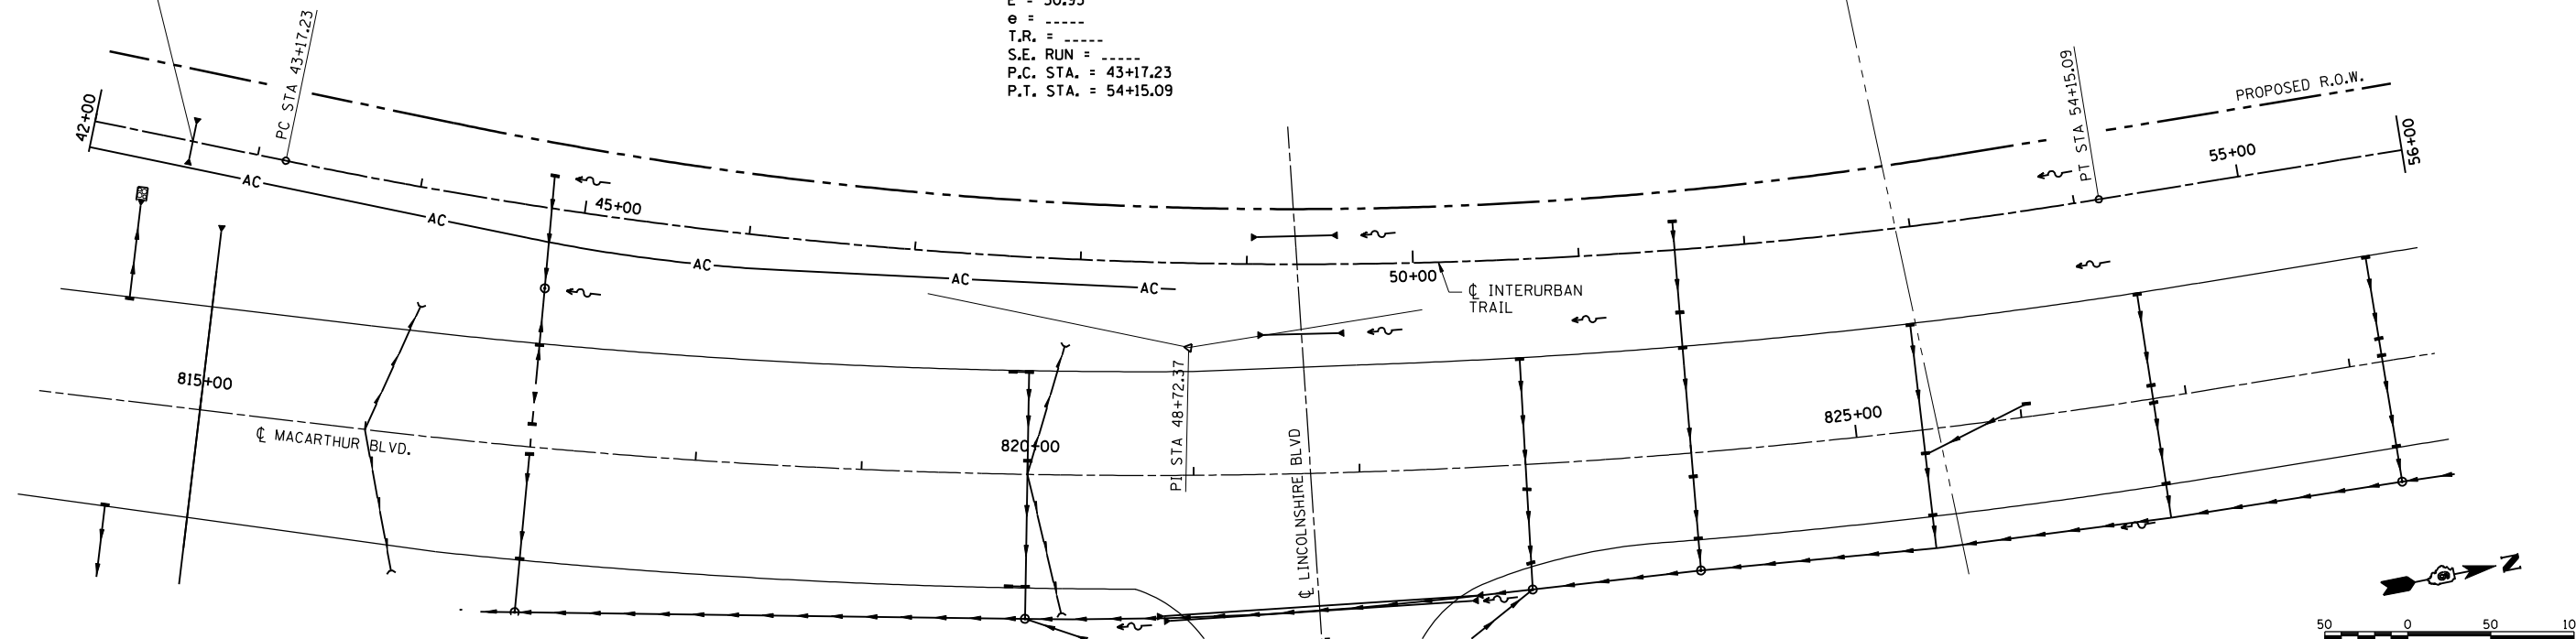 E = 50.95
e = -----
T.R. = -----
S.E. RUN = -----
P.C. STA. = 43+17.23
P.T. STA. = 54+15.09
PC STA 43+17.23
42+00
PT STA 54+15.09
PROPOSED R.O.W.
55+00
56+00
AC
45+00
AC
AC
AC
AC
50+00
℄ INTERURBAN
TRAIL
815+00
℄ MACARTHUR BLVD.
820+00
PI STA 48+72.37
℄ LINCOLNSHIRE BLVD
825+00
N
50 0 50